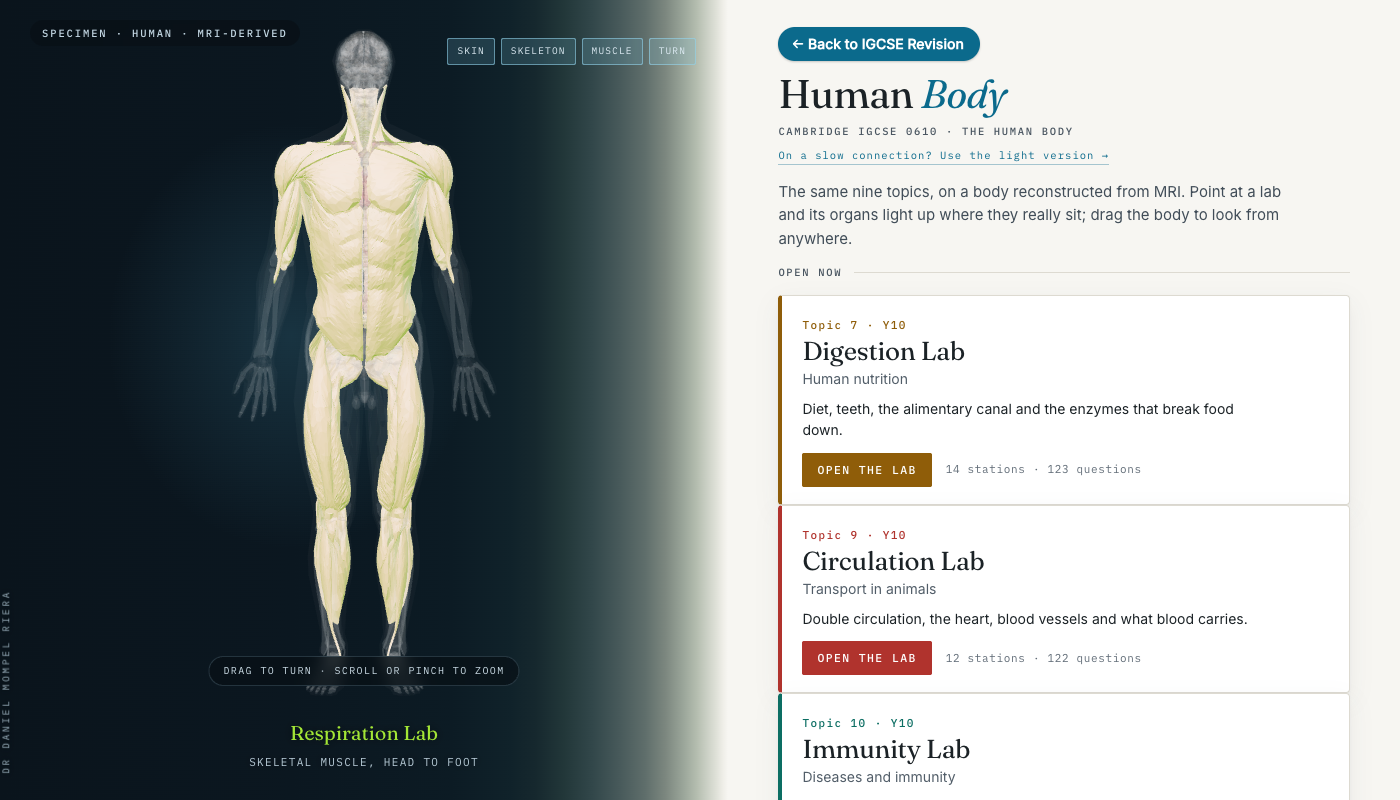 SPECIMEN · HUMAN · MRI-DERIVED
SKIN
SKELETON
MUSCLE
TURN
DRAG TO TURN · SCROLL OR PINCH TO ZOOM
Respiration Lab
SKELETAL MUSCLE, HEAD TO FOOT
DR DANIEL MOMPEL RIERA
← Back to IGCSE Revision
Human Body
CAMBRIDGE IGCSE 0610 · THE HUMAN BODY
On a slow connection? Use the light version →
The same nine topics, on a body reconstructed from MRI. Point at a lab
and its organs light up where they really sit; drag the body to look from
anywhere.
OPEN NOW
Topic 7 · Y10
Digestion Lab
Human nutrition
Diet, teeth, the alimentary canal and the enzymes that break food
down.
OPEN THE LAB
14 stations · 123 questions
Topic 9 · Y10
Circulation Lab
Transport in animals
Double circulation, the heart, blood vessels and what blood carries.
OPEN THE LAB
12 stations · 122 questions
Topic 10 · Y10
Immunity Lab
Diseases and immunity